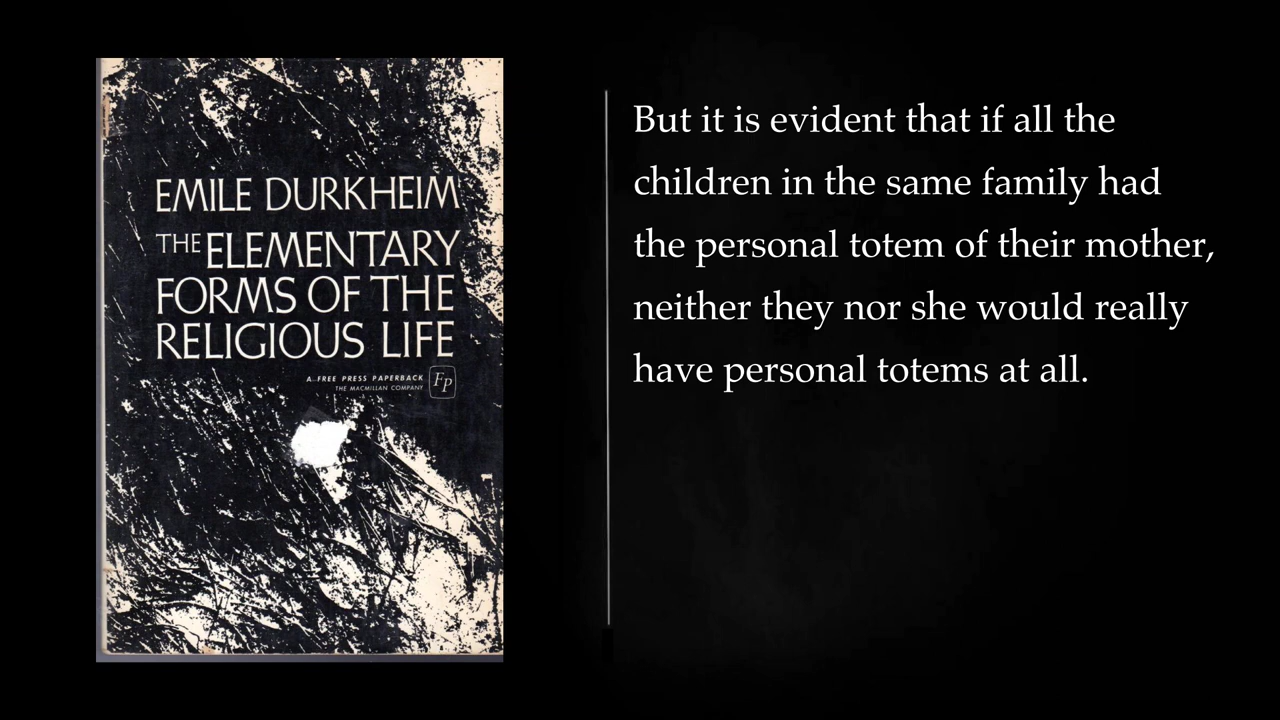 EMILE DURKHEIM
THE ELEMENTARY
FORMS OF THE
RELIGIOUS LIFE
A FREE PRESS PAPERBACK
THE MACMILLAN COMPANY
Fp
But it is evident that if all the
children in the same family had
the personal totem of their mother,
neither they nor she would really
have personal totems at all.